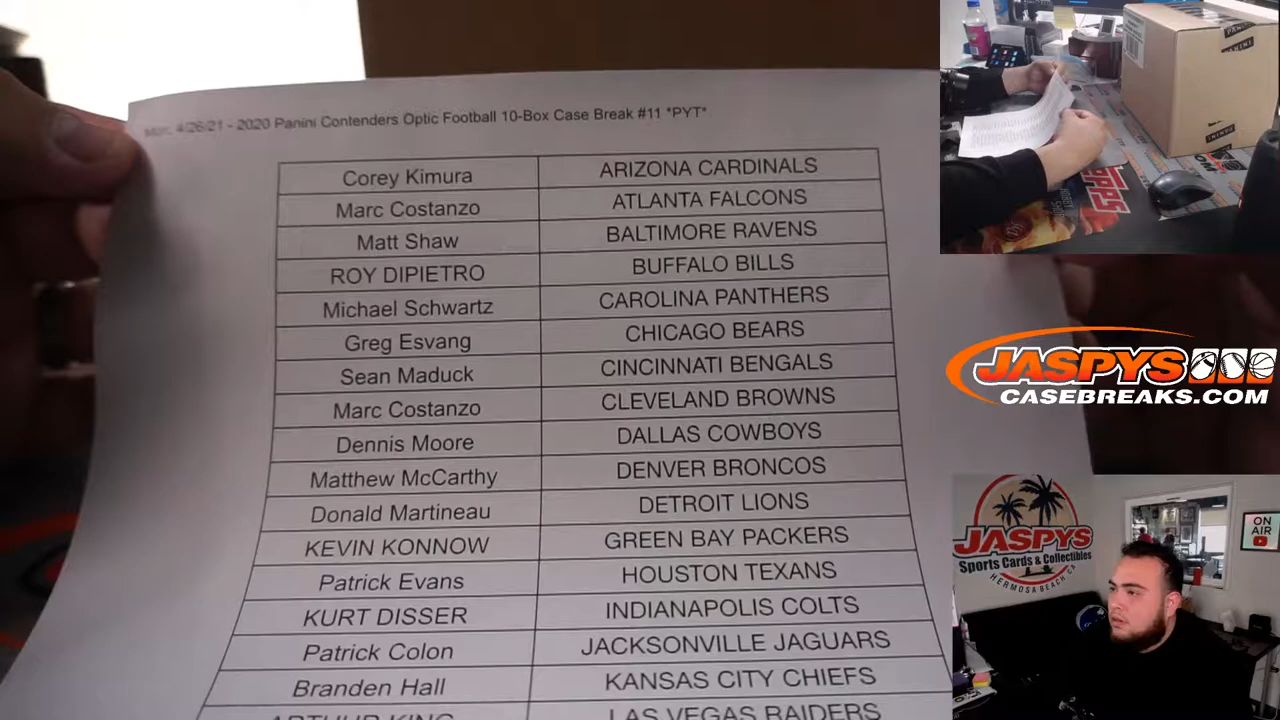 Marc 4/26/21 - 2020 Panini Contenders Optic Football 10-Box Case Break #11 *PYT*
Corey Kimura ARIZONA CARDINALS
Marc Costanzo ATLANTA FALCONS
Matt Shaw BALTIMORE RAVENS
ROY DIPIETRO BUFFALO BILLS
Michael Schwartz CAROLINA PANTHERS
Greg Esvang CHICAGO BEARS
Sean Maduck CINCINNATI BENGALS
Marc Costanzo CLEVELAND BROWNS
Dennis Moore DALLAS COWBOYS
Matthew McCarthy DENVER BRONCOS
Donald Martineau DETROIT LIONS
KEVIN KONNOW GREEN BAY PACKERS
Patrick Evans HOUSTON TEXANS
KURT DISSER INDIANAPOLIS COLTS
Patrick Colon JACKSONVILLE JAGUARS
Branden Hall KANSAS CITY CHIEFS
ARTHUR KING LAS VEGAS RAIDERS
PANINI
PANINI
TOPPS
JASPYS
CASEBREAKS.COM
JASPYS
Sports Cards & Collectibles
HERMOSA BEACH CA
ON
AIR